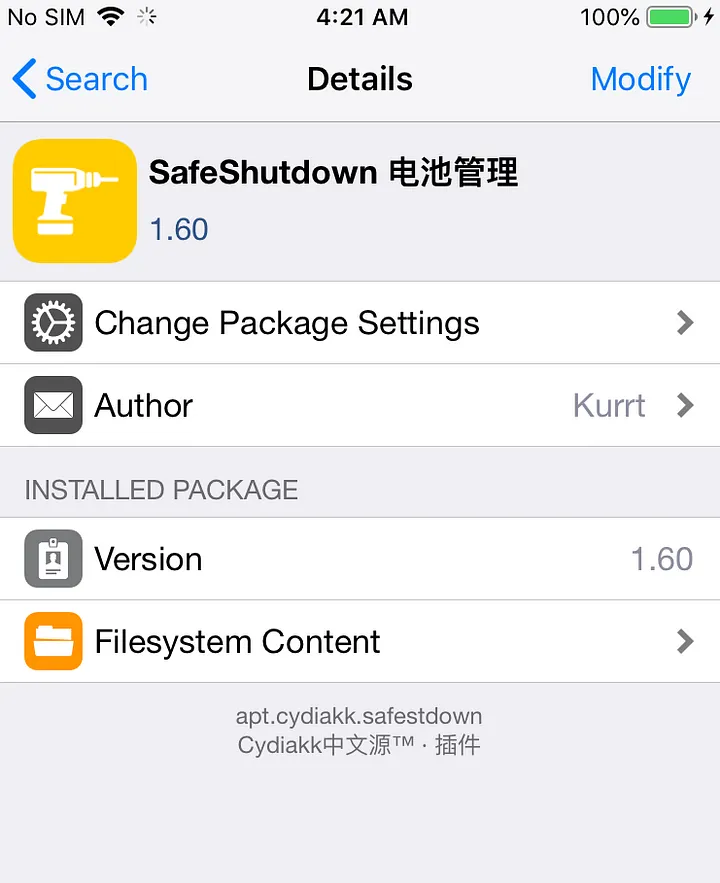 No SIM 4:21 AM 100%
Search Details Modify
SafeShutdown 电池管理
1.60
Change Package Settings
Author Kurrt
INSTALLED PACKAGE
Version 1.60
Filesystem Content
apt.cydiakk.safestdown
Cydiakk中文源™ · 插件